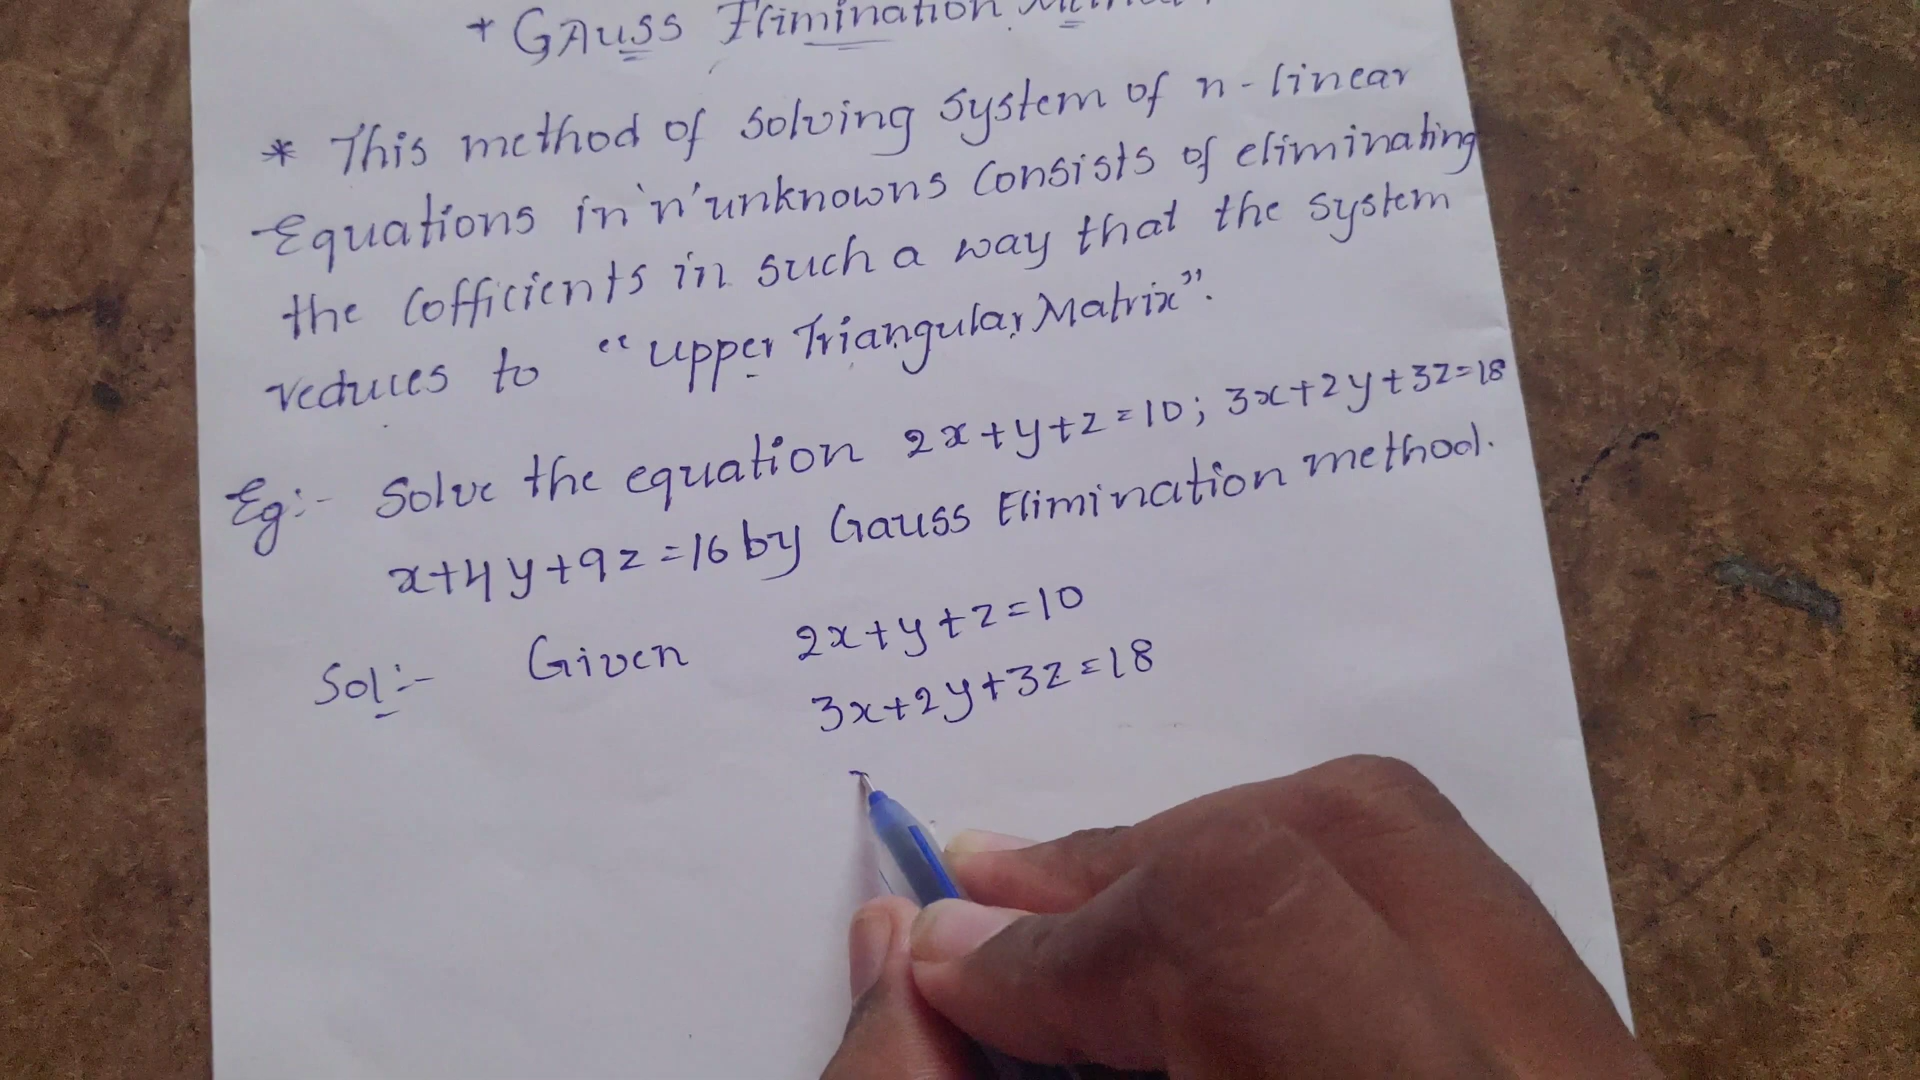 * GAUSS Elimination Method.
* This method of solving system of n-linear
Equations in 'n' unknowns consists of eliminating
the cofficients in such a way that the system
reduces to "upper Triangular Matrix".
Eg:- Solve the equation 2x+y+z=10; 3x+2y+3z=18
x+4y+9z=16 by Gauss Elimination method.
Sol:- Given 2x+y+z=10
3x+2y+3z=18